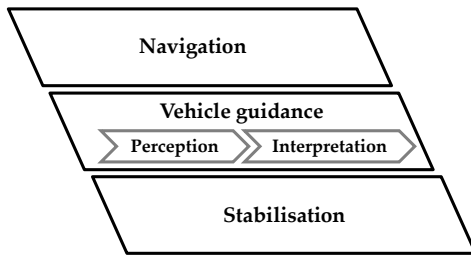 Navigation
Vehicle guidance
Perception Interpretation
Stabilisation